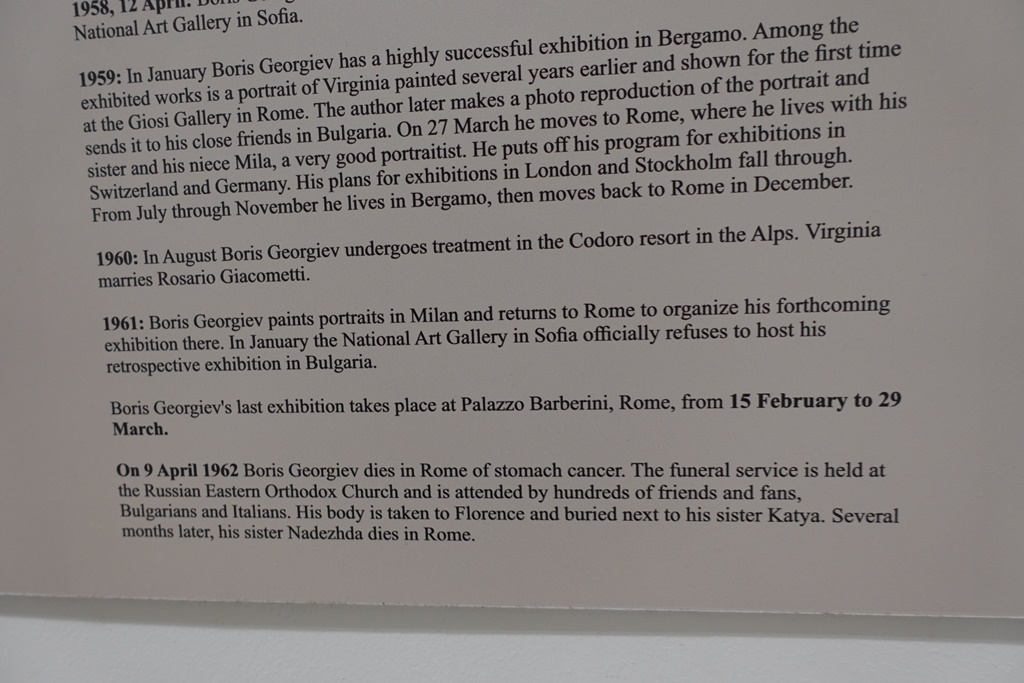 1958, 12 April:
National Art Gallery in Sofia.
1959: In January Boris Georgiev has a highly successful exhibition in Bergamo. Among the
exhibited works is a portrait of Virginia painted several years earlier and shown for the first time
at the Giosi Gallery in Rome. The author later makes a photo reproduction of the portrait and
sends it to his close friends in Bulgaria. On 27 March he moves to Rome, where he lives with his
sister and his niece Mila, a very good portraitist. He puts off his program for exhibitions in
Switzerland and Germany. His plans for exhibitions in London and Stockholm fall through.
From July through November he lives in Bergamo, then moves back to Rome in December.
1960: In August Boris Georgiev undergoes treatment in the Codoro resort in the Alps. Virginia
marries Rosario Giacometti.
1961: Boris Georgiev paints portraits in Milan and returns to Rome to organize his forthcoming
exhibition there. In January the National Art Gallery in Sofia officially refuses to host his
retrospective exhibition in Bulgaria.
Boris Georgiev's last exhibition takes place at Palazzo Barberini, Rome, from 15 February to 29
March.
On 9 April 1962 Boris Georgiev dies in Rome of stomach cancer. The funeral service is held at
the Russian Eastern Orthodox Church and is attended by hundreds of friends and fans,
Bulgarians and Italians. His body is taken to Florence and buried next to his sister Katya. Several
months later, his sister Nadezhda dies in Rome.